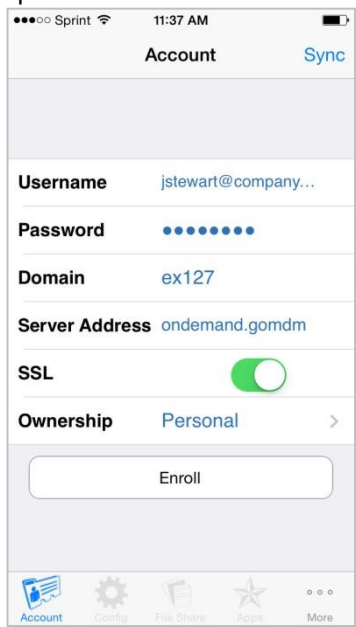 Sprint 11:37 AM
Account Sync
Username jstewart@company...
Password ••••••••
Domain ex127
Server Address ondemand.gomdm
SSL
Ownership Personal
Enroll
Account Config File Share Apps More